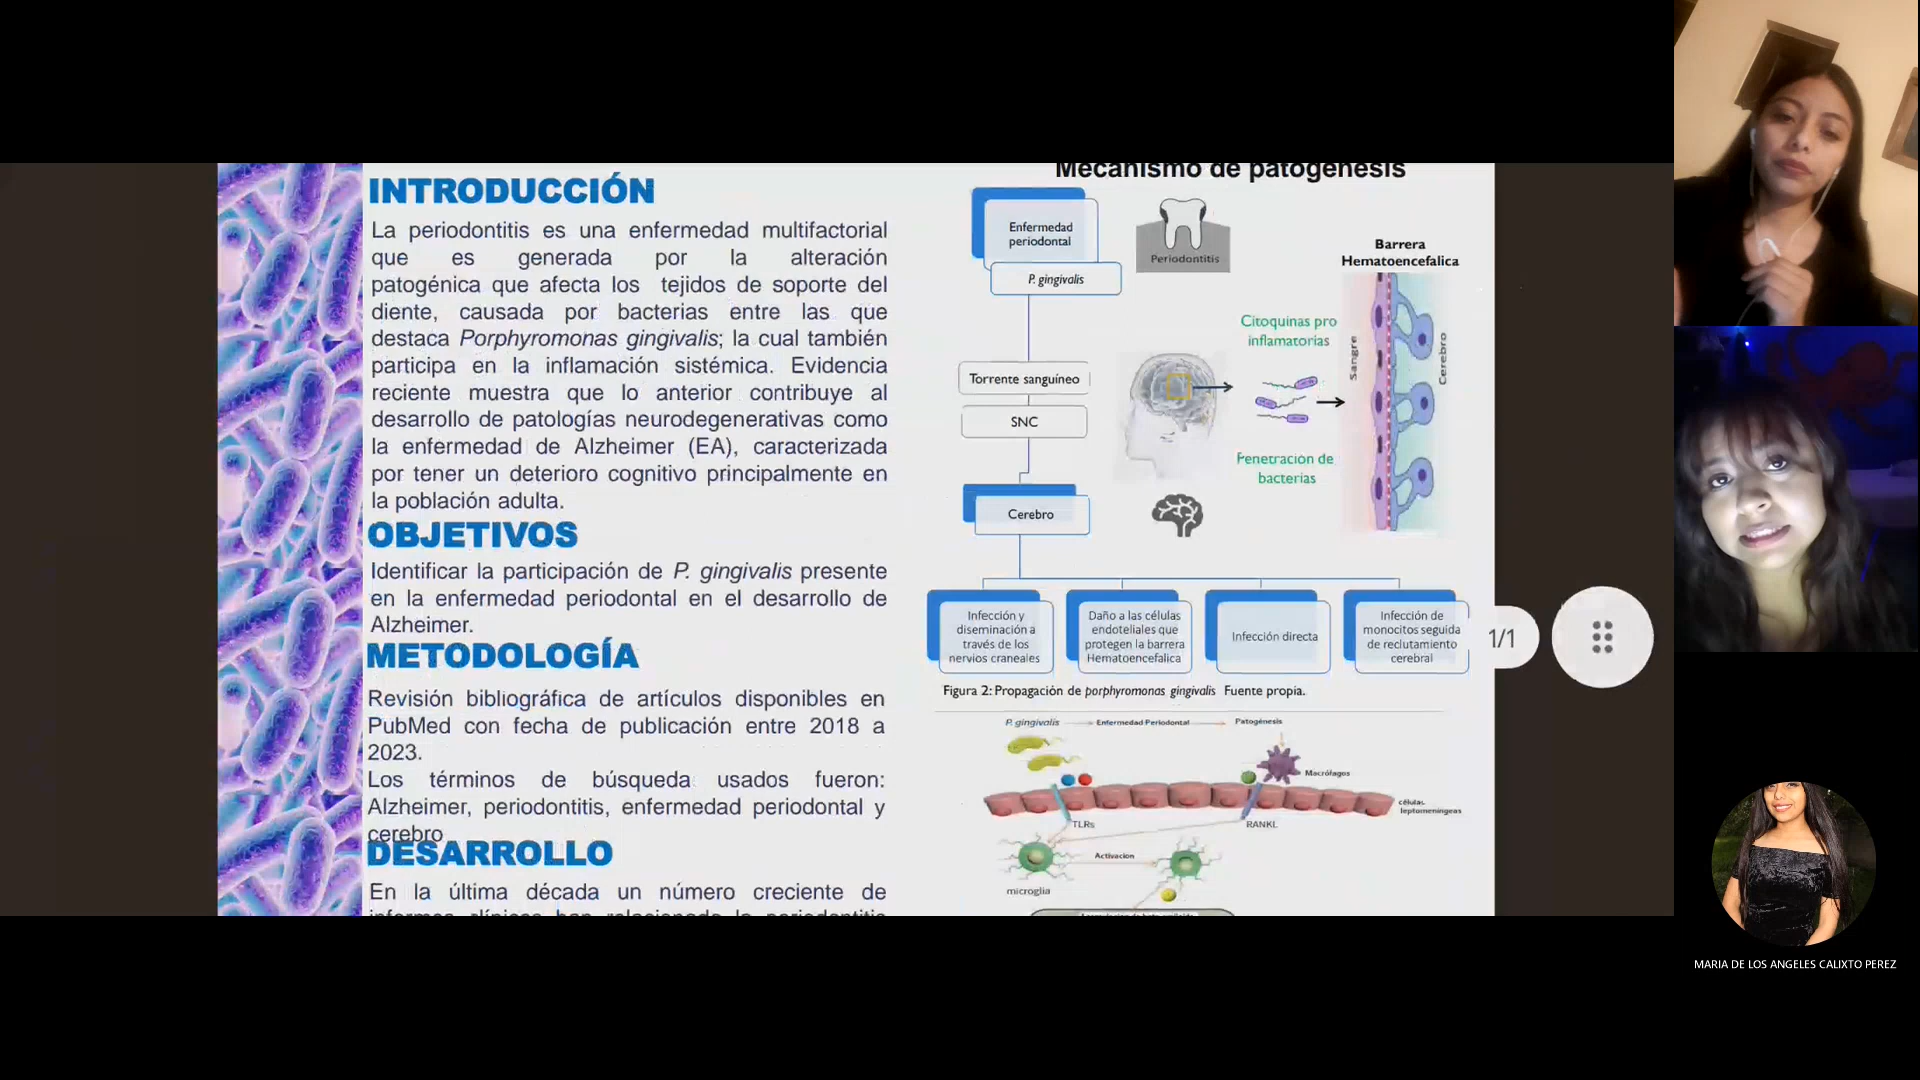 INTRODUCCIÓN
La periodontitis es una enfermedad multifactorial
que es generada por la alteración
patogénica que afecta los tejidos de soporte del
diente, causada por bacterias entre las que
destaca Porphyromonas gingivalis; la cual también
participa en la inflamación sistémica. Evidencia
reciente muestra que lo anterior contribuye al
desarrollo de patologías neurodegenerativas como
la enfermedad de Alzheimer (EA), caracterizada
por tener un deterioro cognitivo principalmente en
la población adulta.
OBJETIVOS
Identificar la participación de P. gingivalis presente
en la enfermedad periodontal en el desarrollo de
Alzheimer.
METODOLOGÍA
Revisión bibliográfica de artículos disponibles en
PubMed con fecha de publicación entre 2018 a
2023.
Los términos de búsqueda usados fueron:
Alzheimer, periodontitis, enfermedad periodontal y
cerebro
DESARROLLO
En la última década un número creciente de
informes clínicos han relacionado la periodontitis
Mecanismo de patogénesis
Enfermedad
periodontal
P. gingivalis
Periodontitis
Barrera
Hematoencefalica
Citoquinas pro
inflamatorias
Sangre
Cerebro
Torrente sanguíneo
SNC
Penetración de
bacterias
Cerebro
Infección y
diseminación a
través de los
nervios craneales
Daño a las células
endoteliales que
protegen la barrera
Hematoencefalica
Infección directa
Infección de
monocitos seguida
de reclutamiento
cerebral
1/1
Figura 2: Propagación de porphyromonas gingivalis Fuente propia.
P. gingivalis
Enfermedad Periodontal
Patogénesis
Macrófagos
células
leptomeníngeas
TLRs
RANKL
Activacion
microglia
MARIA DE LOS ANGELES CALIXTO PEREZ